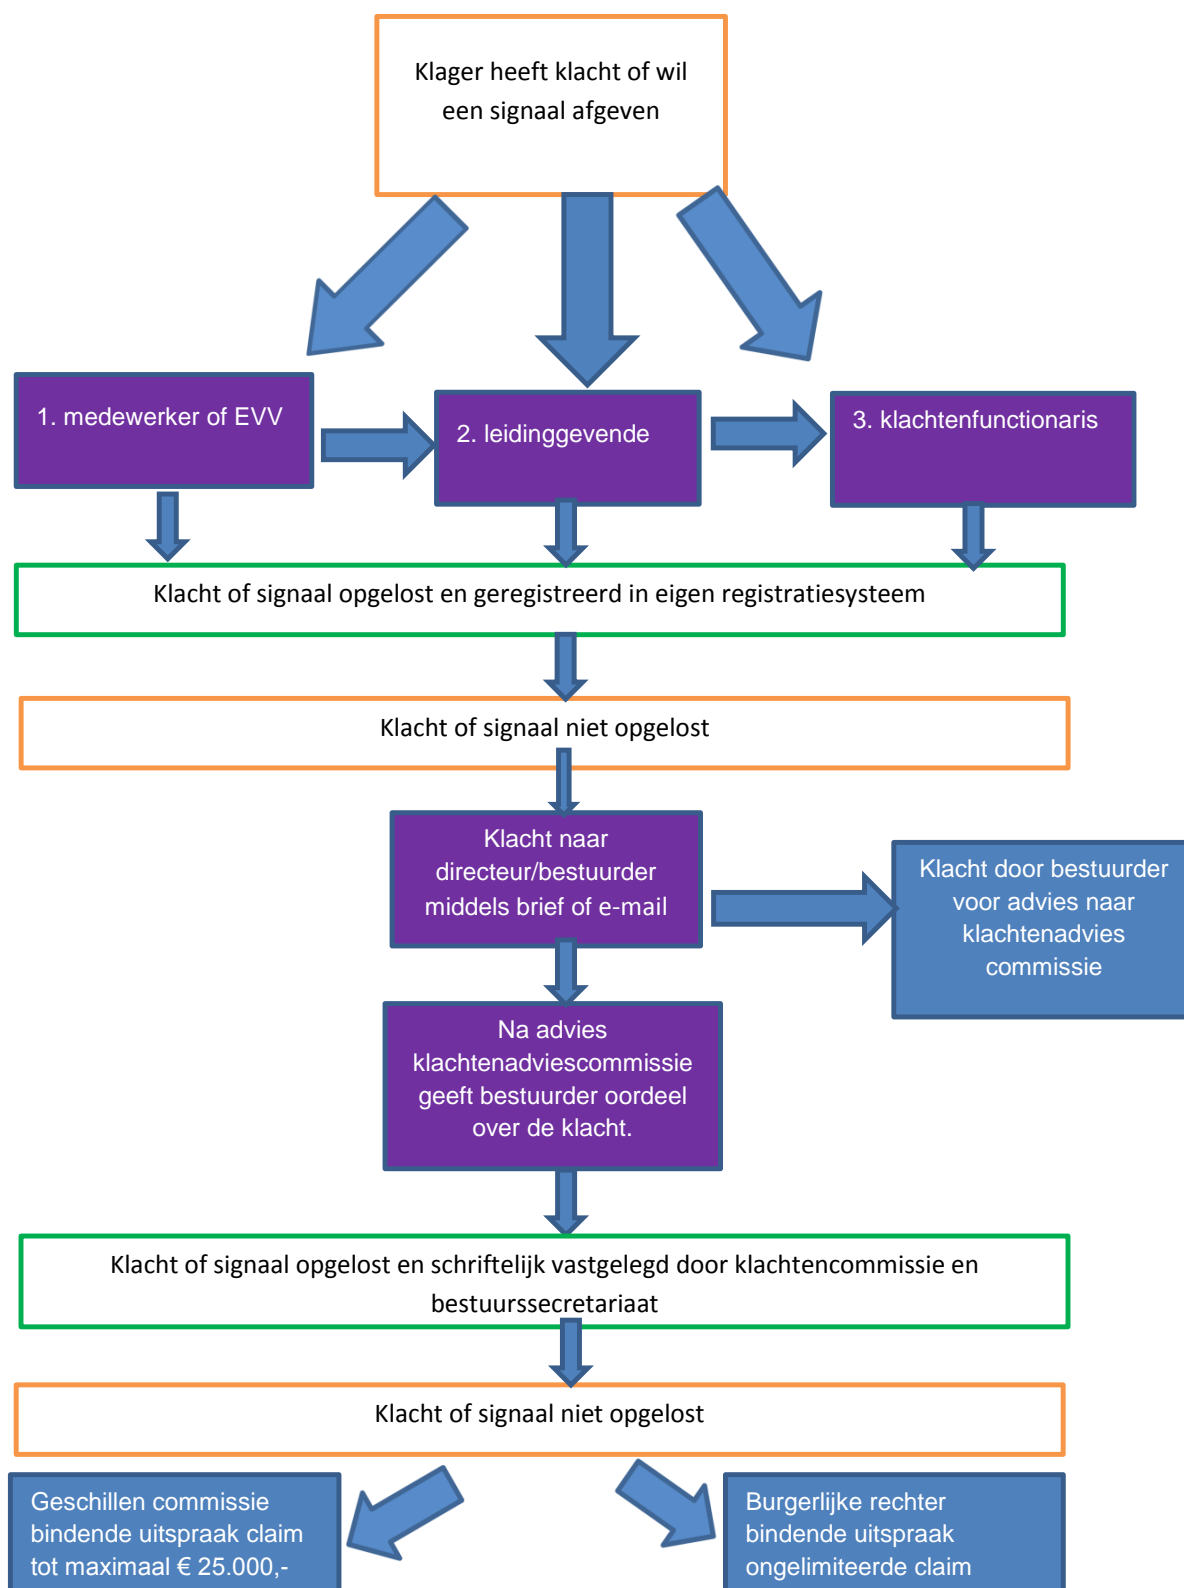 Klager heeft klacht of wil
een signaal afgeven
1. medewerker of EVV
2. leidinggevende
3. klachtenfunctionaris
Klacht of signaal opgelost en geregistreerd in eigen registratiesysteem
Klacht of signaal niet opgelost
Klacht naar
directeur/bestuurder
middels brief of e-mail
Klacht door bestuurder
voor advies naar
klachtenadvies
commissie
Na advies
klachtenadviescommissie
geeft bestuurder oordeel
over de klacht.
Klacht of signaal opgelost en schriftelijk vastgelegd door klachtencommissie en
bestuurssecretariaat
Klacht of signaal niet opgelost
Geschillen commissie
bindende uitspraak claim
tot maximaal € 25.000,-
Burgerlijke rechter
bindende uitspraak
ongelimiteerde claim